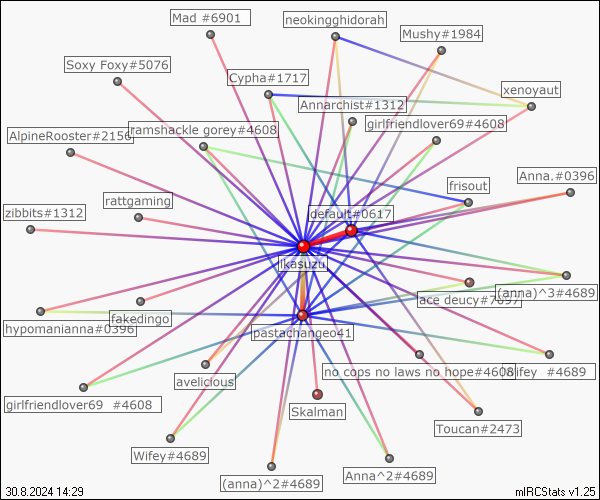 Mad #6901
neokingghidorah
Mushy#1984
Soxy Foxy#5076
Cypha#1717
xenoyaut
Annarchist#1312
girlfriendlover69#4608
AlpineRooster#2156
ramshackle gorey#4608
Anna.#0396
frisout
rattgaming
zibbits#1312
default#0617
Ikasuzu
ace deucy#7097
(anna)^3#4689
fakedingo
hypomanianna#0396
pastachangeo41
no cops no laws no hope#4608
Wifey #4689
avelicious
girlfriendlover69 #4608
Skalman
Toucan#2473
Wifey#4689
Anna^2#4689
(anna)^2#4689
30.8.2024 14:29
mIRCStats v1.25